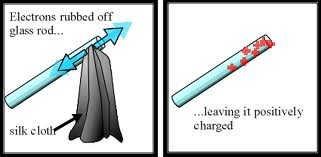 Electrons rubbed off
glass rod...
silk cloth
...leaving it positively
charged